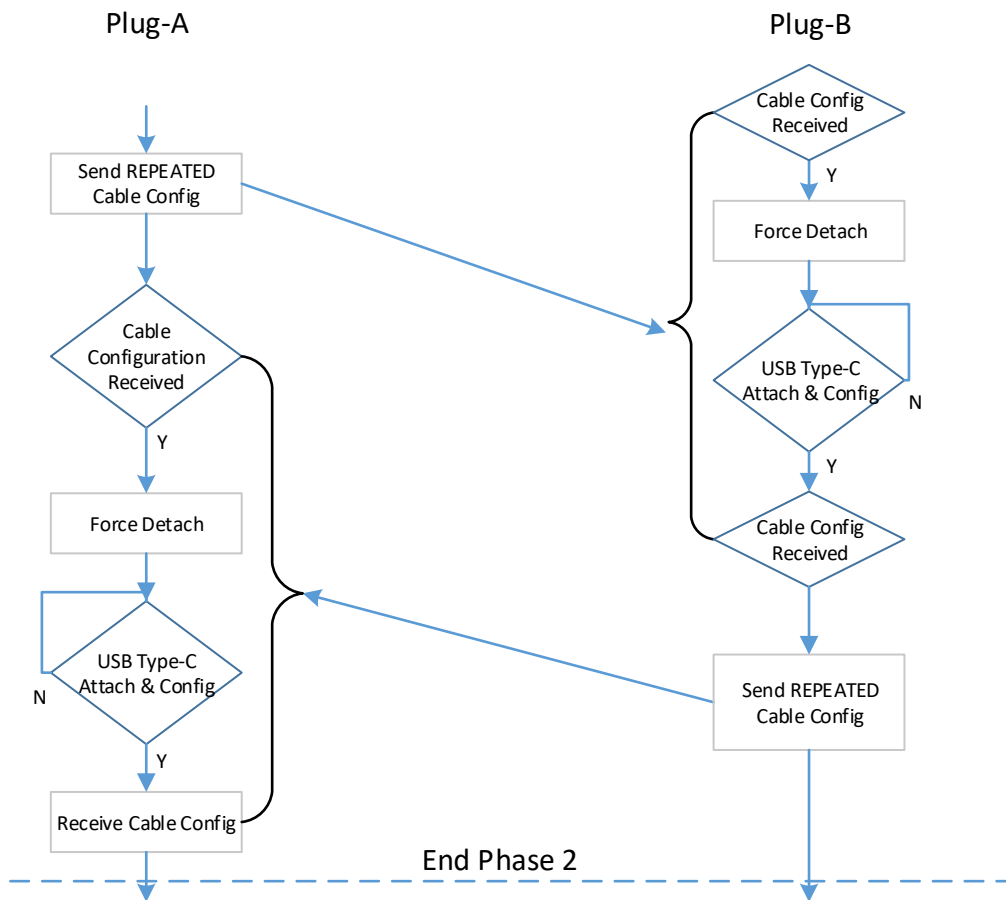 Plug-A
Send REPEATED
Cable Config
Cable
Configuration
Received
Y
Force Detach
USB Type-C
Attach & Config
N
Y
Receive Cable Config
Plug-B
Cable Config
Received
Y
Force Detach
USB Type-C
Attach & Config
N
Y
Cable Config
Received
Send REPEATED
Cable Config
End Phase 2